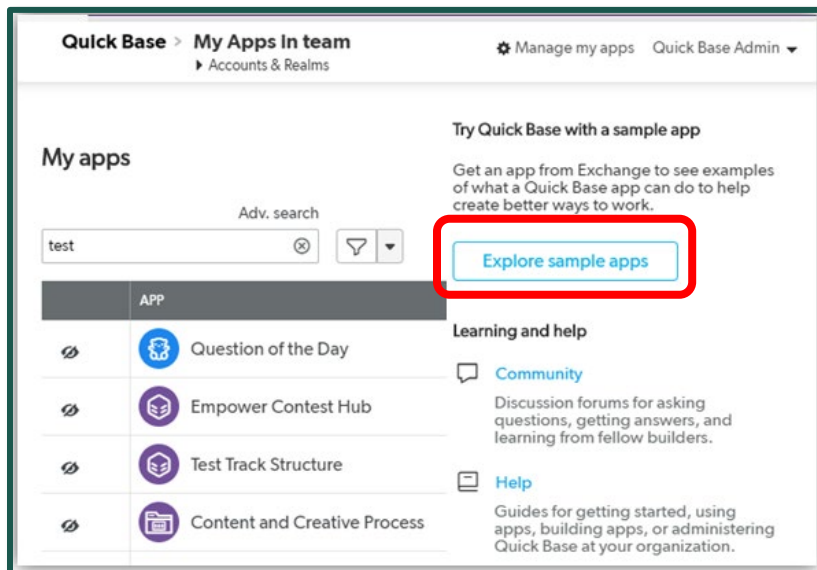 Quick Base > My Apps In team
Accounts & Realms
Manage my apps Quick Base Admin
My apps
Adv. search
test
APP
Question of the Day
Empower Contest Hub
Test Track Structure
Content and Creative Process
Try Quick Base with a sample app
Get an app from Exchange to see examples
of what a Quick Base app can do to help
create better ways to work.
Explore sample apps
Learning and help
Community
Discussion forums for asking
questions, getting answers, and
learning from fellow builders.
Help
Guides for getting started, using
apps, building apps, or administering
Quick Base at your organization.